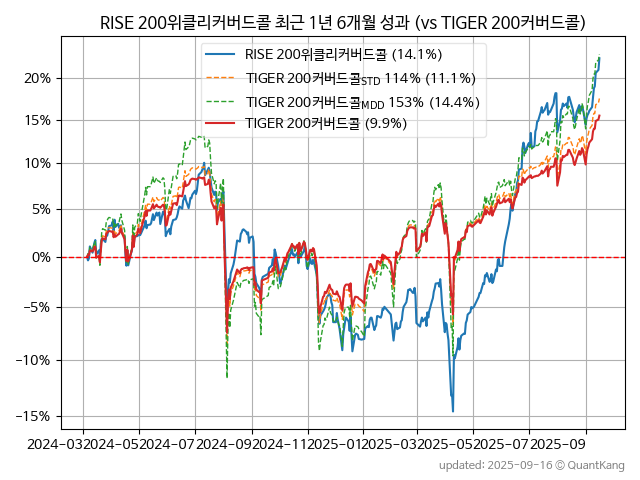 RISE 200위클리커버드콜 최근 1년 6개월 성과 (vs TIGER 200커버드콜)
RISE 200위클리커버드콜 (14.1%)
TIGER 200커버드콜STD 114% (11.1%)
TIGER 200커버드콜MDD 153% (14.4%)
TIGER 200커버드콜 (9.9%)
20%
15%
10%
5%
0%
−5%
−10%
−15%
2024-03 2024-05 2024-07 2024-09 2024-11 2025-01 2025-03 2025-05 2025-07 2025-09
updated: 2025-09-16 © QuantKang